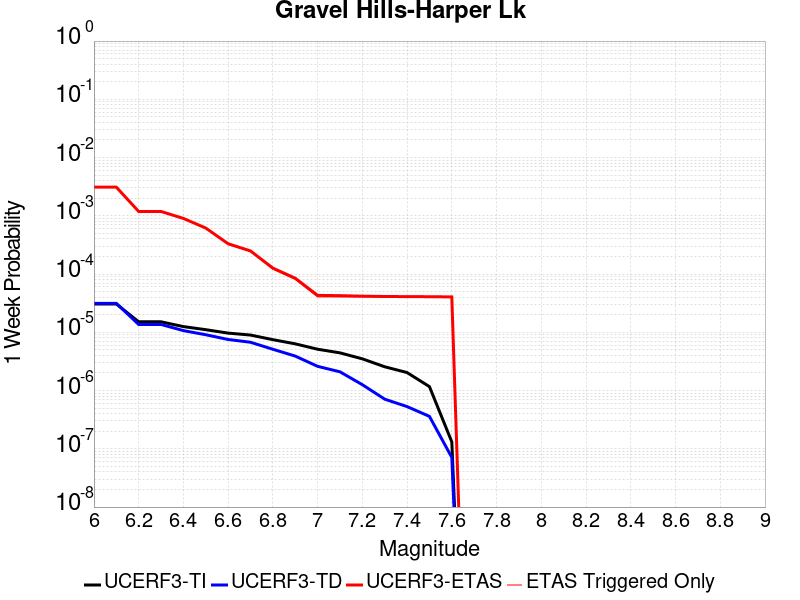 Gravel Hills-Harper Lk
10^0
10^-1
10^-2
10^-3
10^-4
10^-5
10^-6
10^-7
10^-8
1 Week Probability
6 6.2 6.4 6.6 6.8 7 7.2 7.4 7.6 7.8 8 8.2 8.4 8.6 8.8 9
Magnitude
UCERF3-TI UCERF3-TD UCERF3-ETAS ETAS Triggered Only